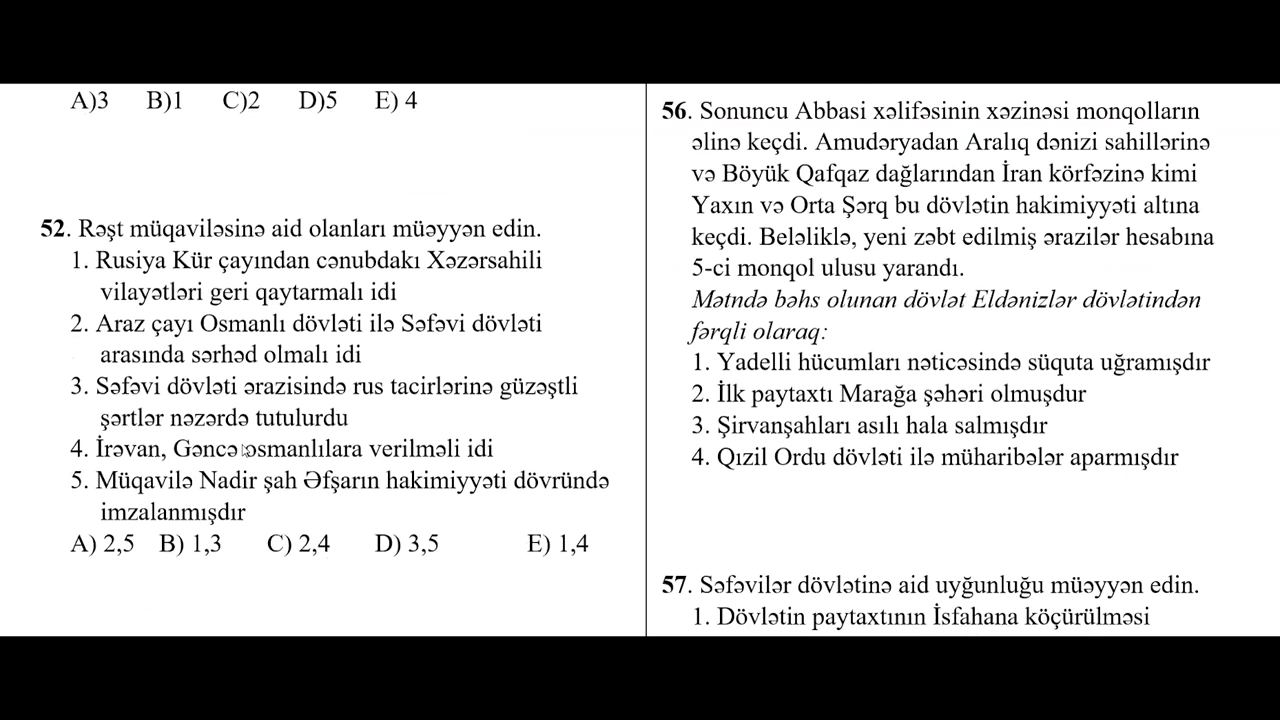 A)3 B)1 C)2 D)5 E) 4
52. Rəşt müqaviləsinə aid olanları müəyyən edin.
1. Rusiya Kür çayından cənubdakı Xəzərsahili
vilayətləri geri qaytarmalı idi
2. Araz çayı Osmanlı dövləti ilə Səfəvi dövləti
arasında sərhəd olmalı idi
3. Səfəvi dövləti ərazisində rus tacirlərinə güzəştli
şərtlər nəzərdə tutulurdu
4. İrəvan, Gəncə osmanlılara verilməli idi
5. Müqavilə Nadir şah Əfşarın hakimiyyəti dövründə
imzalanmışdır
A) 2,5 B) 1,3 C) 2,4 D) 3,5 E) 1,4
56. Sonuncu Abbasi xəlifəsinin xəzinəsi monqolların
əlinə keçdi. Amudəryadan Aralıq dənizi sahillərinə
və Böyük Qafqaz dağlarından İran körfəzinə kimi
Yaxın və Orta Şərq bu dövlətin hakimiyyəti altına
keçdi. Beləliklə, yeni zəbt edilmiş ərazilər hesabına
5-ci monqol ulusu yarandı.
Mətndə bəhs olunan dövlət Eldənizlər dövlətindən
fərqli olaraq:
1. Yadelli hücumları nəticəsində süquta uğramışdır
2. İlk paytaxtı Marağa şəhəri olmuşdur
3. Şirvanşahları asılı hala salmışdır
4. Qızil Ordu dövləti ilə müharibələr aparmışdır
57. Səfəvilər dövlətinə aid uyğunluğu müəyyən edin.
1. Dövlətin paytaxtının İsfahana köçürülməsi